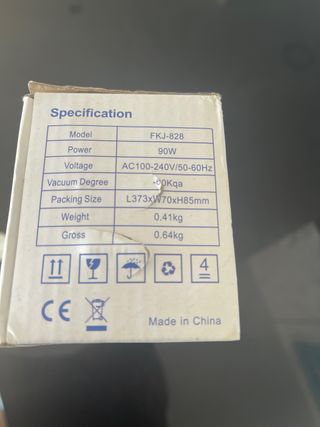 Specification
Model FKJ-828
Power 90W
Voltage AC100-240V/50-60Hz
Vacuum Degree
Packing Size L373xW70xH85mm
Weight 0.41kg
Gross 0.64kg
4
CE
Made in China